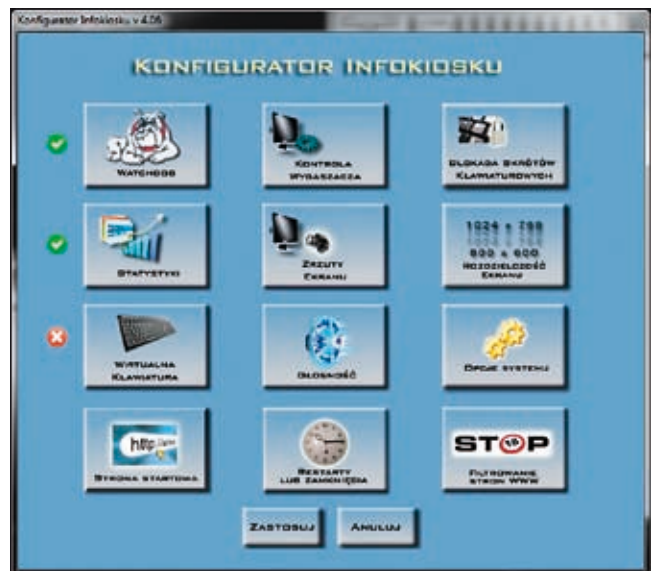 Konfigurator Infokiosku v 4.05
KONFIGURATOR INFOKIOSKU
WATCHDOG
KONTROLA
WYGASZACZA
BLOKADA SKRÓTÓW
KLAWIATUROWYCH
STATYSTYKI
ZRZUTY
EKRANU
1024 x 768
800 x 600
ROZDZIELCZOŚĆ
EKRANU
WIRTUALNA
KLAWIATURA
GŁOŚNOŚĆ
OPCJE SYSTEMU
http
STRONA STARTOWA
RESTARTY
LUB ZAMKNIĘCIA
STOP
FILTROWANIE
STRON WWW
ZASTOSUJ
ANULUJ